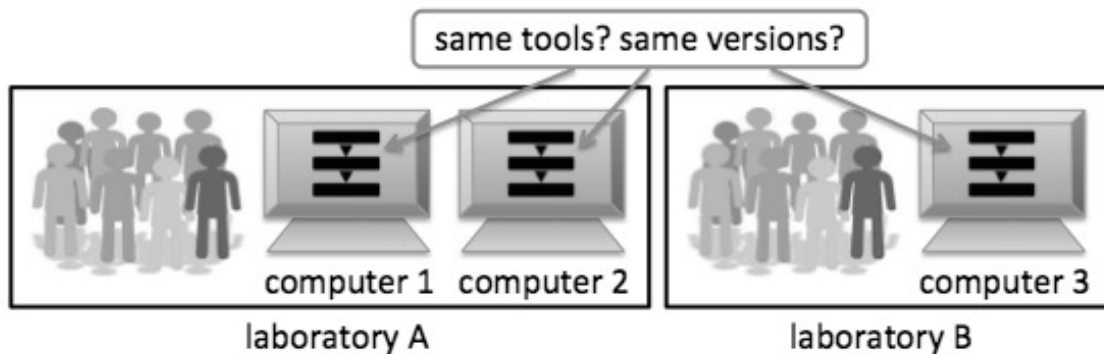 same tools? same versions?
computer 1
computer 2
computer 3
laboratory A
laboratory B